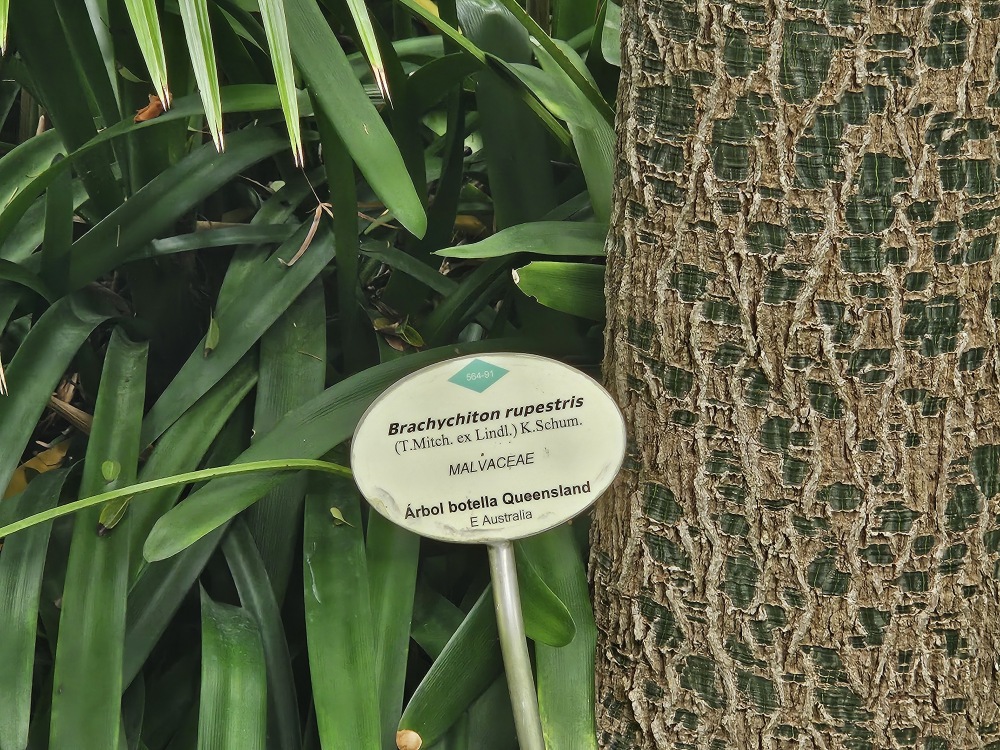 564-91
Brachychiton rupestris
(T.Mitch. ex Lindl.) K.Schum.
MALVACEAE
Árbol botella Queensland
E Australia